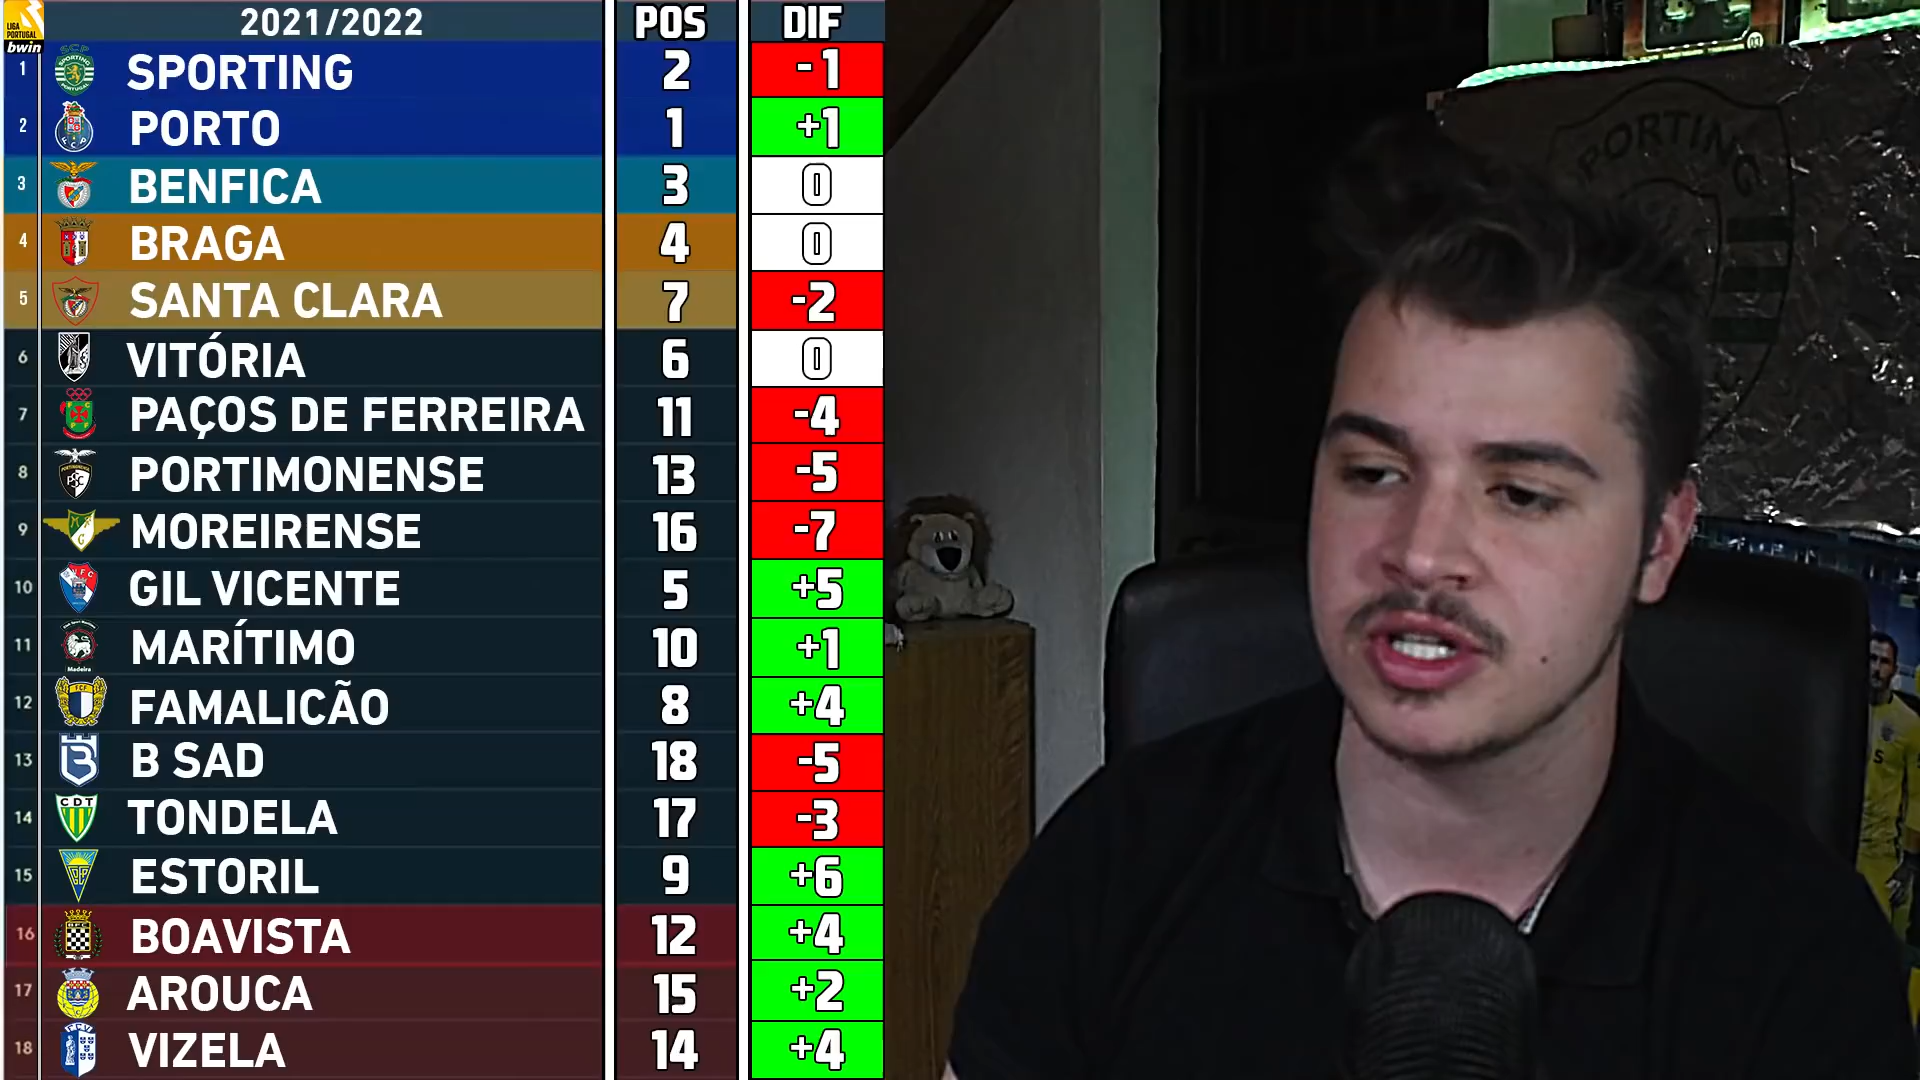 LIGA PORTUGAL bwin 2021/2022 POS DIF
1 SPORTING 2 -1
2 PORTO 1 +1
3 BENFICA 3 0
4 BRAGA 4 0
5 SANTA CLARA 7 -2
6 VITÓRIA 6 0
7 PAÇOS DE FERREIRA 11 -4
8 PORTIMONENSE 13 -5
9 MOREIRENSE 16 -7
10 GIL VICENTE 5 +5
11 MARÍTIMO 10 +1
12 FAMALICÃO 8 +4
13 B SAD 18 -5
14 TONDELA 17 -3
15 ESTORIL 9 +6
16 BOAVISTA 12 +4
17 AROUCA 15 +2
18 VIZELA 14 +4
PORTING